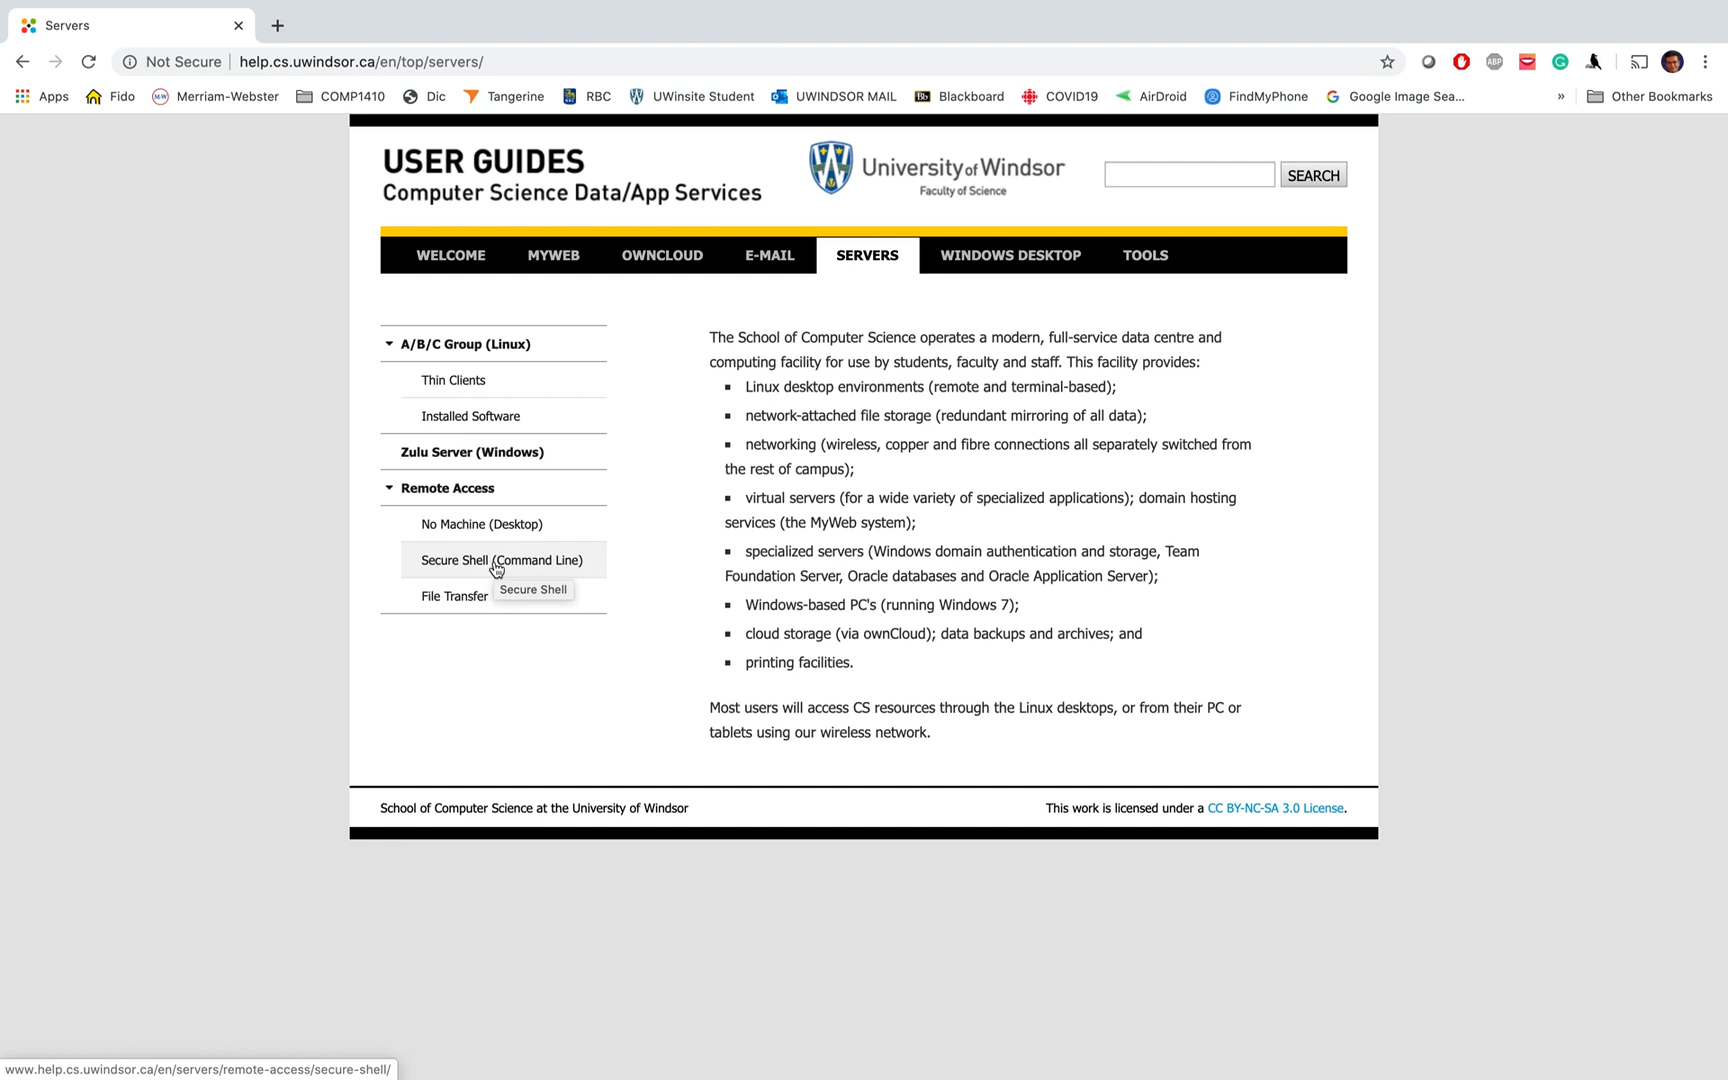 Servers
Not Secure
help.cs.uwindsor.ca/en/top/servers/
ABP
Apps
Fido
M-W
Merriam-Webster
COMP1410
Dic
Tangerine
RBC
UWinsite Student
UWINDSOR MAIL
Bb
Blackboard
COVID19
AirDroid
FindMyPhone
Google Image Sea...
»
Other Bookmarks
USER GUIDES
Computer Science Data/App Services
University of Windsor
Faculty of Science
SEARCH
WELCOME
MYWEB
OWNCLOUD
E-MAIL
SERVERS
WINDOWS DESKTOP
TOOLS
A/B/C Group (Linux)
Thin Clients
Installed Software
Zulu Server (Windows)
Remote Access
No Machine (Desktop)
Secure Shell (Command Line)
Secure Shell
File Transfer
The School of Computer Science operates a modern, full-service data centre and
computing facility for use by students, faculty and staff. This facility provides:
▪ Linux desktop environments (remote and terminal-based);
▪ network-attached file storage (redundant mirroring of all data);
▪ networking (wireless, copper and fibre connections all separately switched from
the rest of campus);
▪ virtual servers (for a wide variety of specialized applications); domain hosting
services (the MyWeb system);
▪ specialized servers (Windows domain authentication and storage, Team
Foundation Server, Oracle databases and Oracle Application Server);
▪ Windows-based PC's (running Windows 7);
▪ cloud storage (via ownCloud); data backups and archives; and
▪ printing facilities.
Most users will access CS resources through the Linux desktops, or from their PC or
tablets using our wireless network.
School of Computer Science at the University of Windsor
This work is licensed under a CC BY-NC-SA 3.0 License.
www.help.cs.uwindsor.ca/en/servers/remote-access/secure-shell/